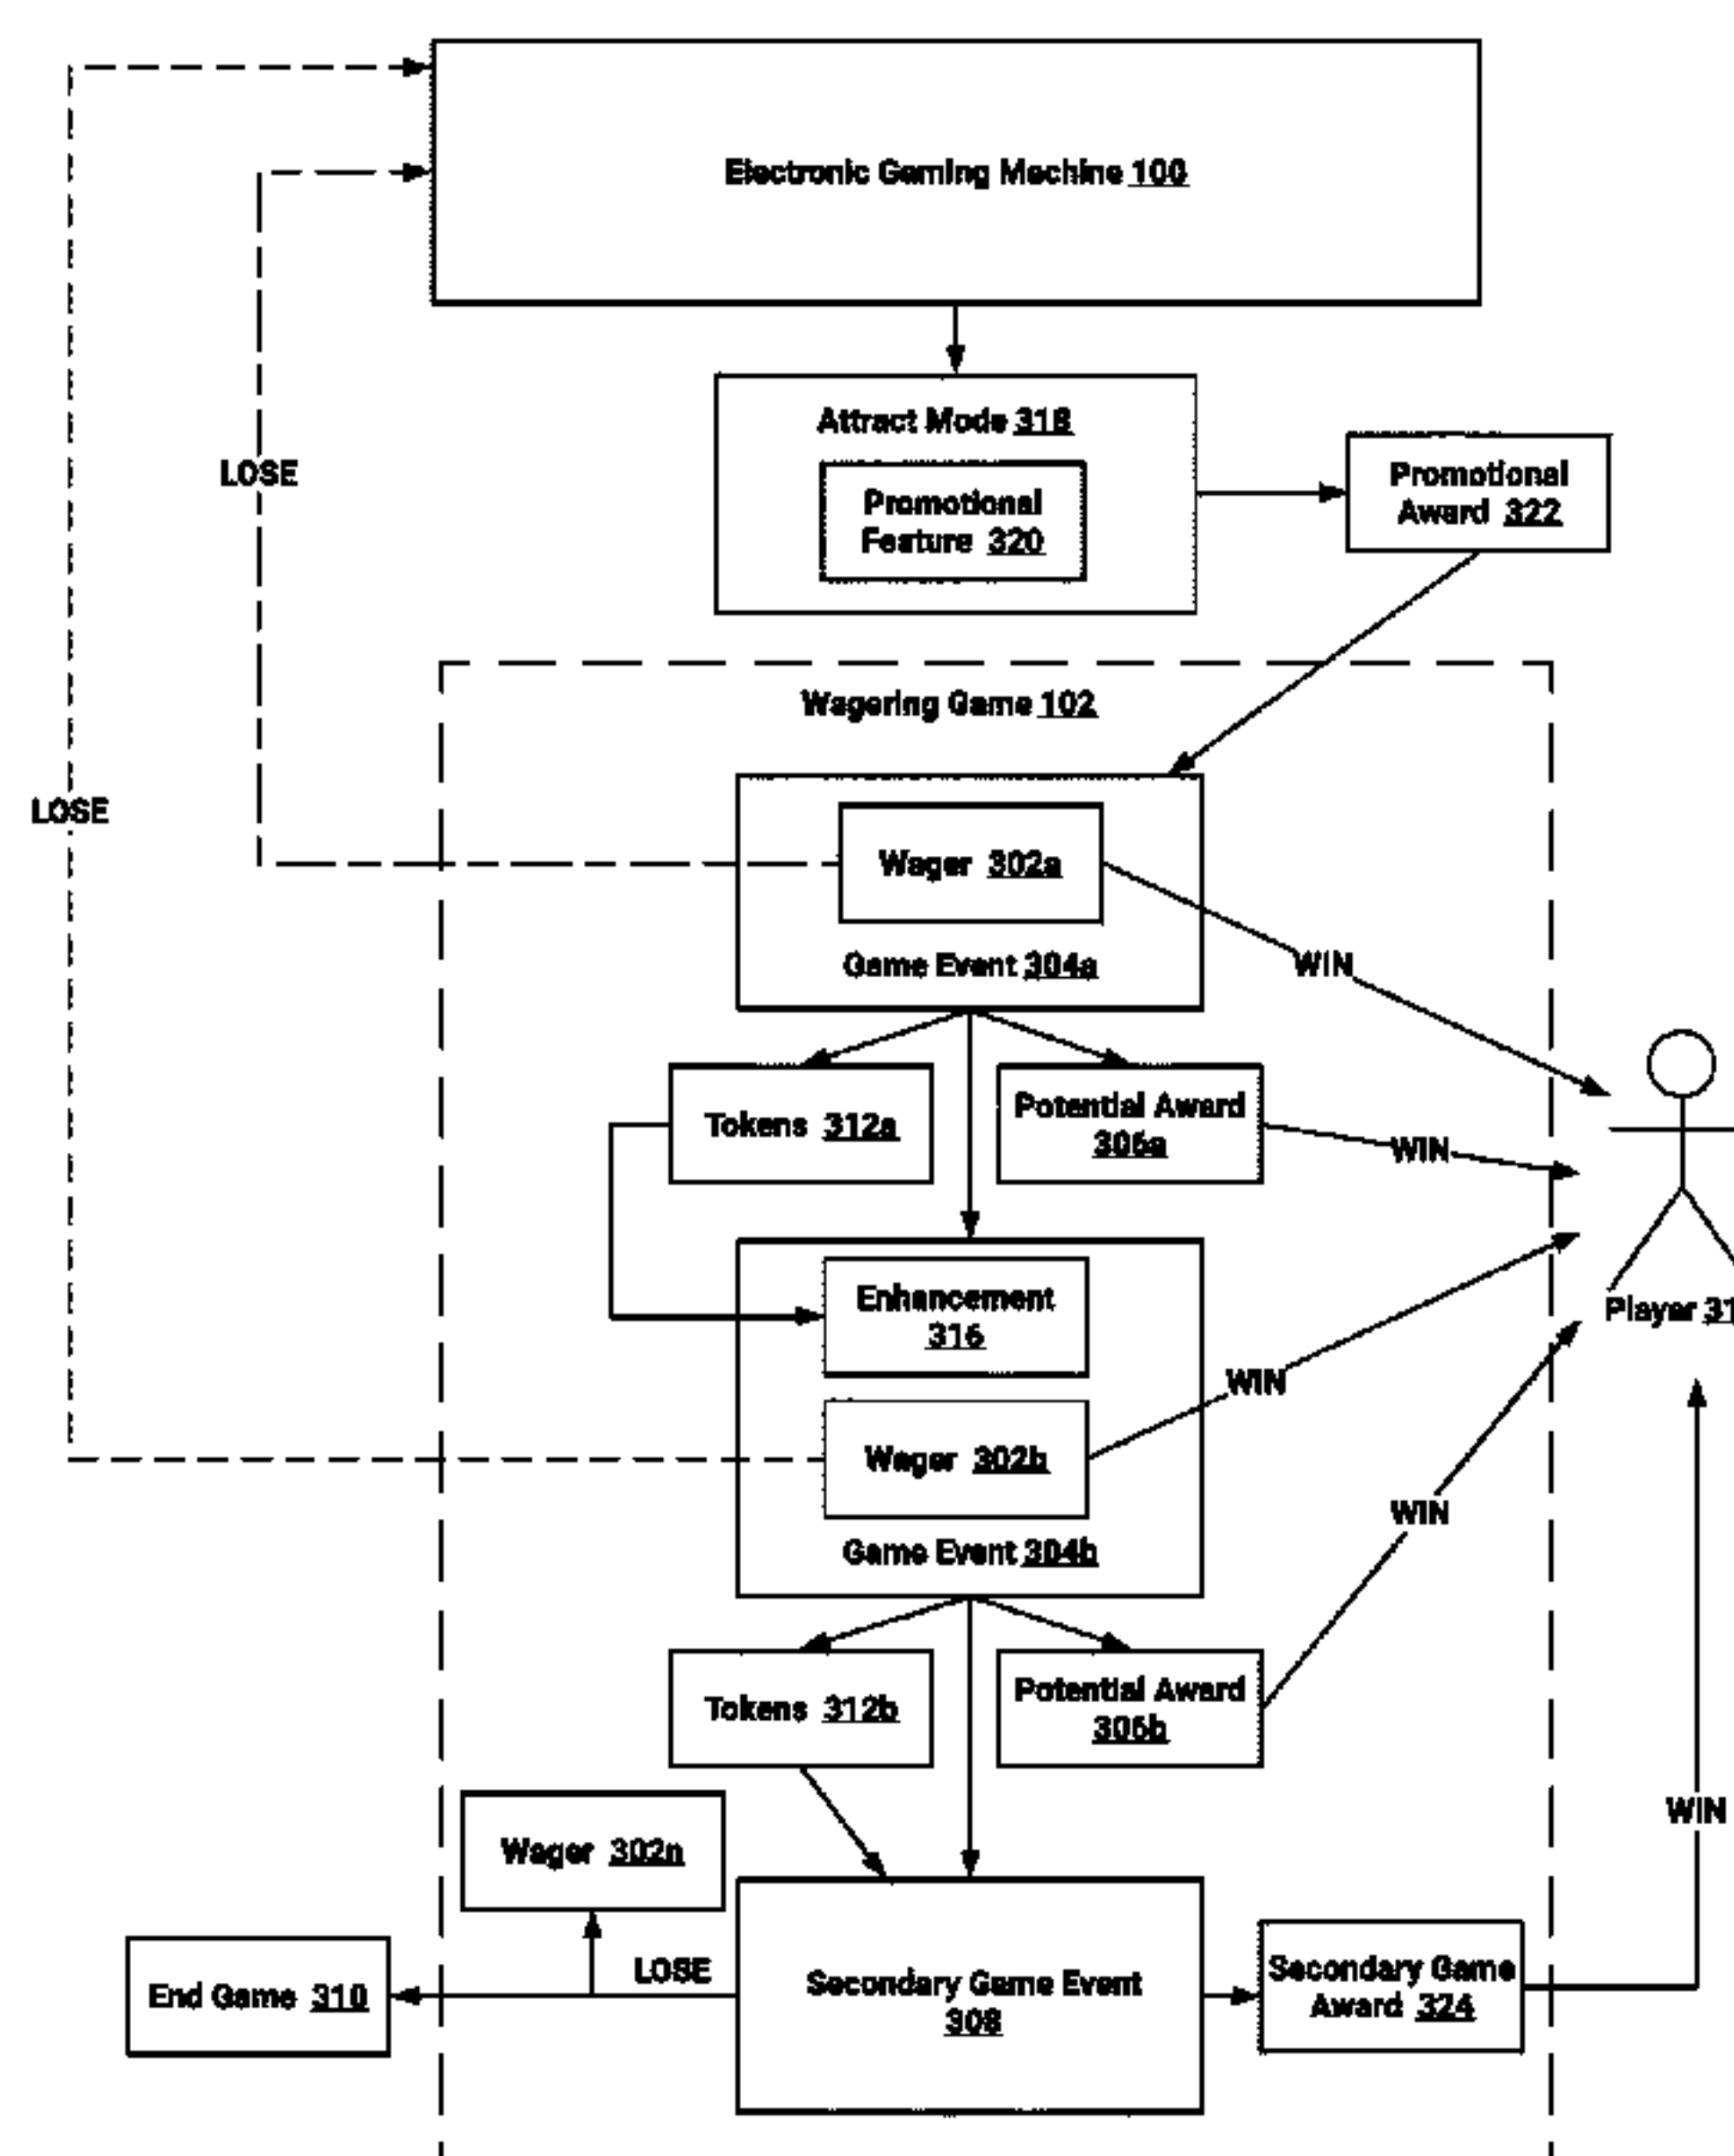 Electronic Gaming Machine 100
Attract Mode 318
Promotional
Feature 320
Promotional
Award 322
LOSE
Wagering Game 102
LOSE
Wager 302a
Game Event 304a
WIN
Tokens 312a
Potential Award
306a
WIN
Enhancement
316
Player 31
WIN
Wager 302b
WIN
Game Event 304b
Tokens 312b
Potential Award
306b
WIN
Wager 302n
LOSE
End Game 310
Secondary Game Event
308
Secondary Game
Award 324